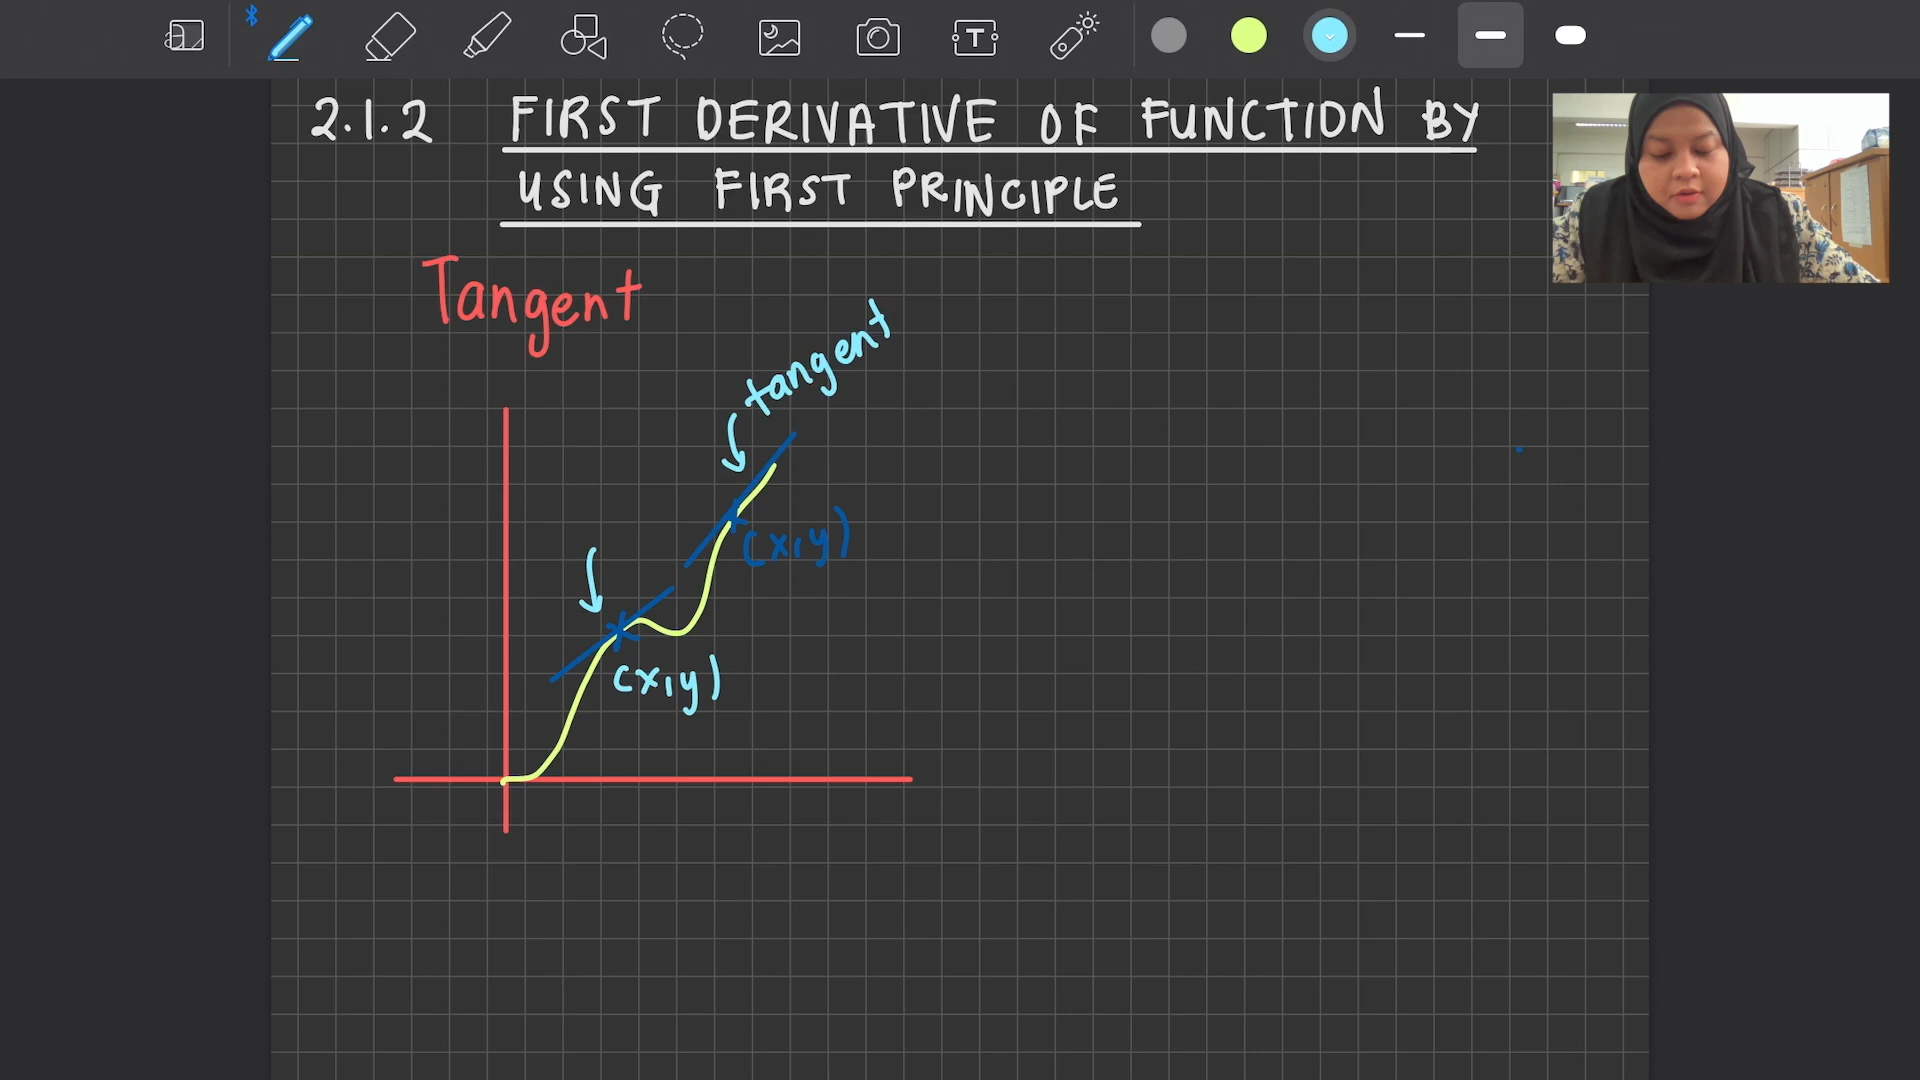 2.1.2 FIRST DERIVATIVE OF FUNCTION BY
USING FIRST PRINCIPLE
Tangent
tangent
(x,y)
(x,y)